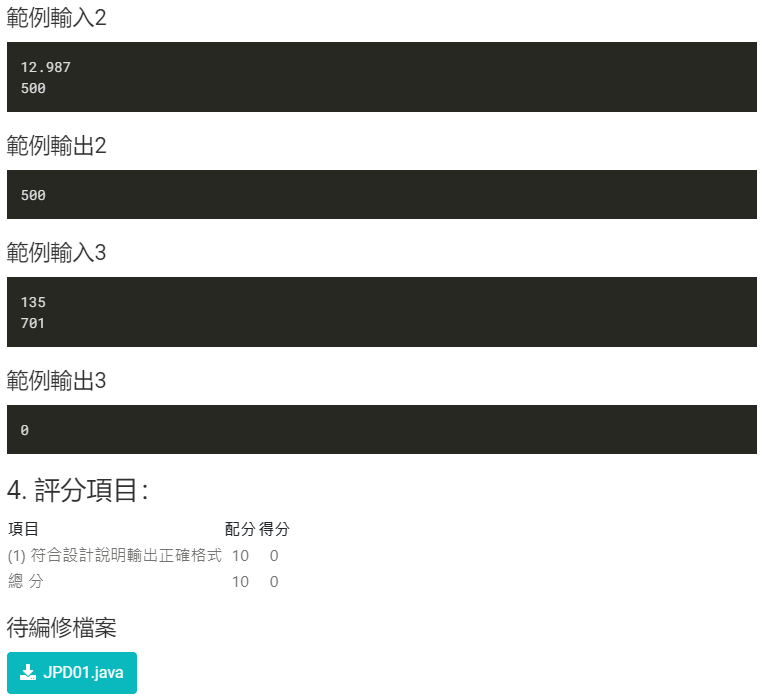 範例輸入2
12.987
500
範例輸出2
500
範例輸入3
135
701
範例輸出3
0
4. 評分項目：
項目 配分 得分
(1) 符合設計說明輸出正確格式 10 0
總 分 10 0
待編修檔案
JPD01.java